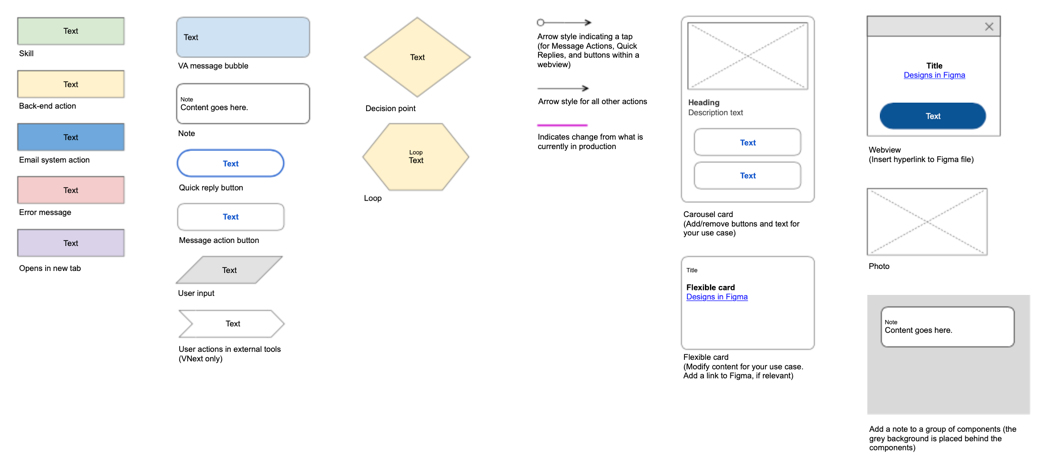 Text
Skill
Text
Back-end action
Text
Email system action
Text
Error message
Text
Opens in new tab
Text
VA message bubble
Note
Content goes here.
Note
Text
Quick reply button
Text
Message action button
Text
User input
Text
User actions in external tools
(VNext only)
Text
Decision point
Loop
Text
Loop
Arrow style indicating a tap
(for Message Actions, Quick
Replies, and buttons within a
webview)
Arrow style for all other actions
Indicates change from what is
currently in production
Heading
Description text
Text
Text
Carousel card
(Add/remove buttons and text for
your use case)
Title
Flexible card
Designs in Figma
Flexible card
(Modify content for your use case.
Add a link to Figma, if relevant)
Title
Designs in Figma
Text
Webview
(Insert hyperlink to Figma file)
Photo
Note
Content goes here.
Add a note to a group of components (the
grey background is placed behind the
components)